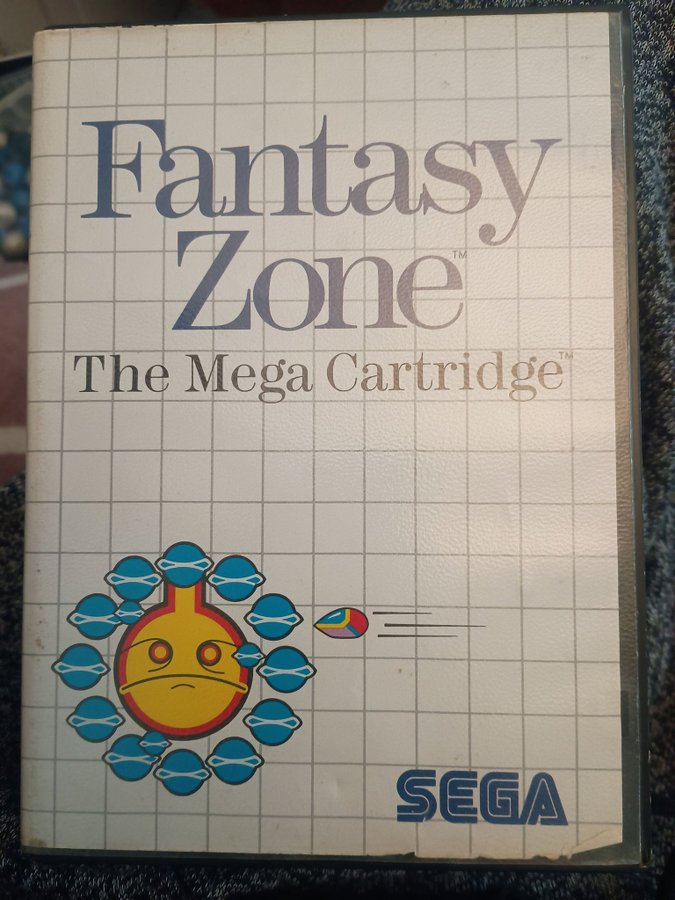 Fantasy
Zone™
The Mega Cartridge™
SEGA